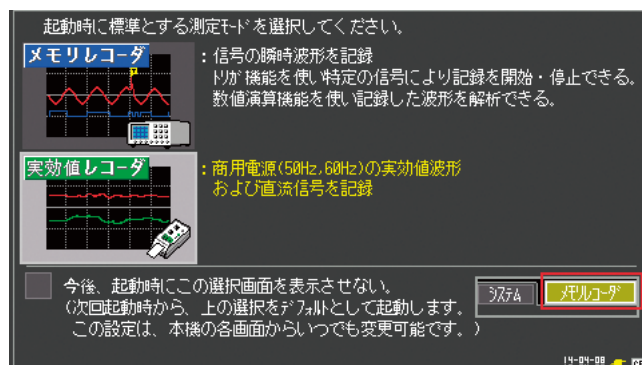 起動時に標準とする測定ﾓｰﾄﾞを選択してください。
メモリレコーダ
：信号の瞬時波形を記録
ﾄﾘｶﾞ機能を使い特定の信号により記録を開始・停止できる。
数値演算機能を使い記録した波形を解析できる。
実効値レコーダ
：商用電源(50Hz,60Hz)の実効値波形
および直流信号を記録
今後、起動時にこの選択画面を表示させない。
(次回起動時から、上の選択をﾃﾞﾌｫﾙﾄとして起動します。
この設定は、本機の各画面からいつでも変更可能です。)
ｼｽﾃﾑ
ﾒﾓﾘﾚｺｰﾀﾞ
14-04-08